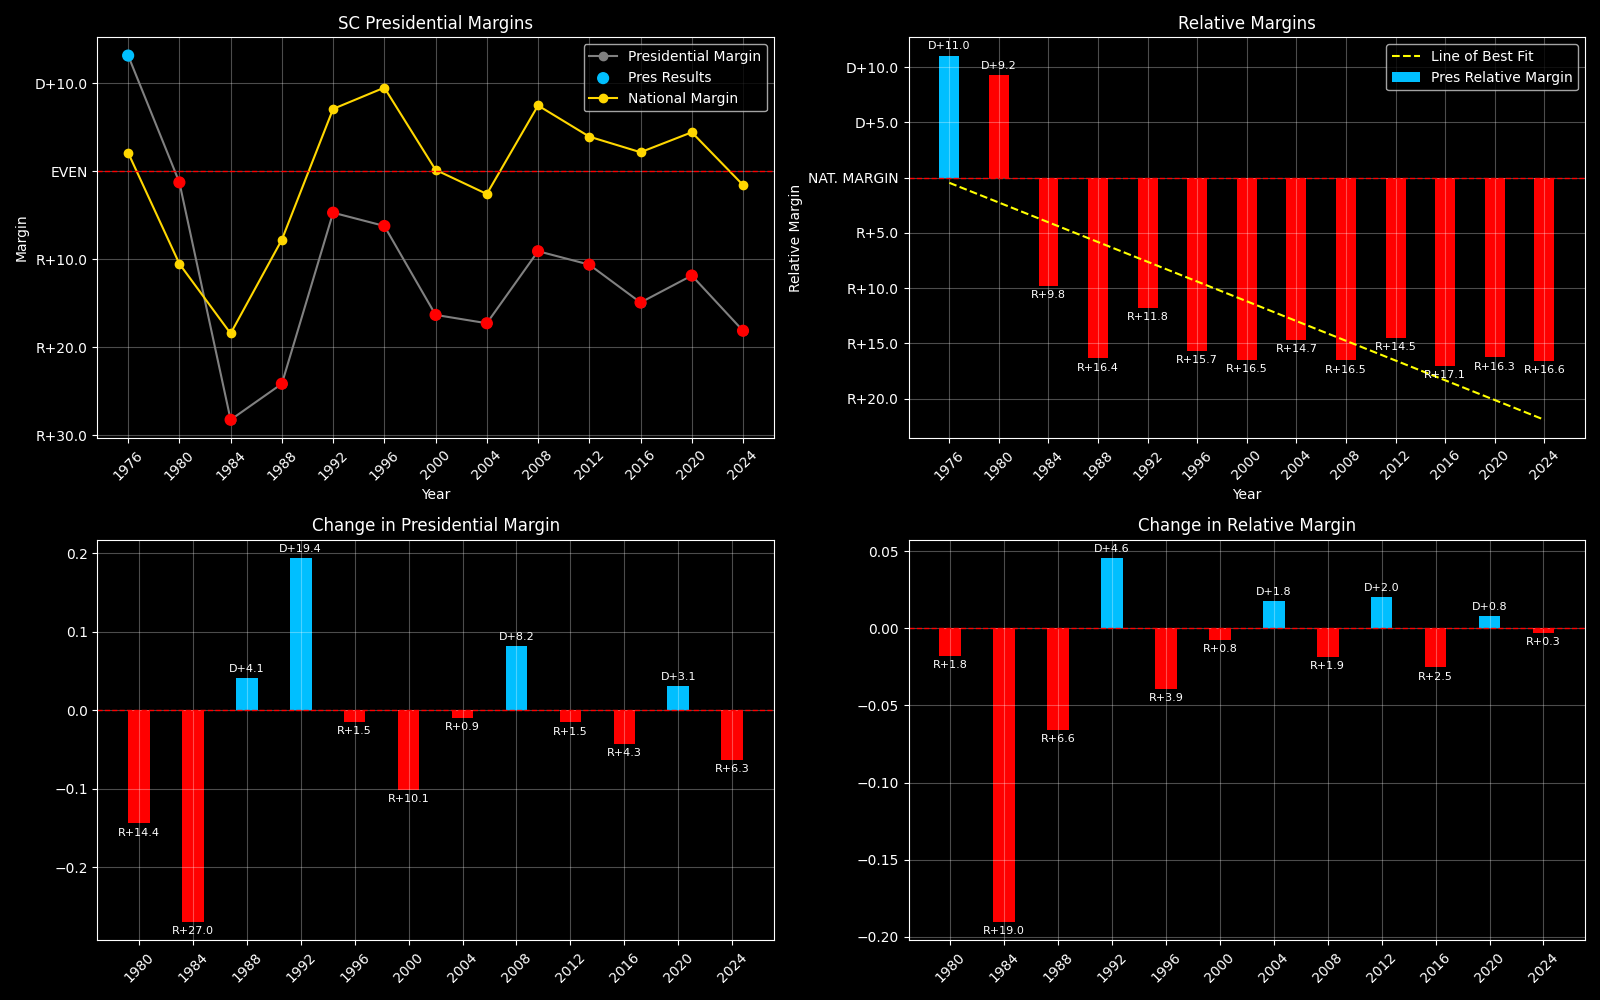 SC Presidential Margins
Presidential Margin
Pres Results
National Margin
D+10.0
EVEN
R+10.0
R+20.0
R+30.0
Margin
1976
1980
1984
1988
1992
1996
2000
2004
2008
2012
2016
2020
2024
Year
Relative Margins
Line of Best Fit
Pres Relative Margin
D+10.0
D+5.0
NAT. MARGIN
R+5.0
R+10.0
R+15.0
R+20.0
Relative Margin
D+11.0
D+9.2
R+9.8
R+16.4
R+11.8
R+15.7
R+16.5
R+14.7
R+16.5
R+14.5
R+17.1
R+16.3
R+16.6
1976
1980
1984
1988
1992
1996
2000
2004
2008
2012
2016
2020
2024
Year
Change in Presidential Margin
0.2
0.1
0.0
−0.1
−0.2
R+14.4
R+27.0
D+4.1
D+19.4
R+1.5
R+10.1
R+0.9
D+8.2
R+1.5
R+4.3
D+3.1
R+6.3
1980
1984
1988
1992
1996
2000
2004
2008
2012
2016
2020
2024
Change in Relative Margin
0.05
0.00
−0.05
−0.10
−0.15
−0.20
R+1.8
R+19.0
R+6.6
D+4.6
R+3.9
R+0.8
D+1.8
R+1.9
D+2.0
R+2.5
D+0.8
R+0.3
1980
1984
1988
1992
1996
2000
2004
2008
2012
2016
2020
2024